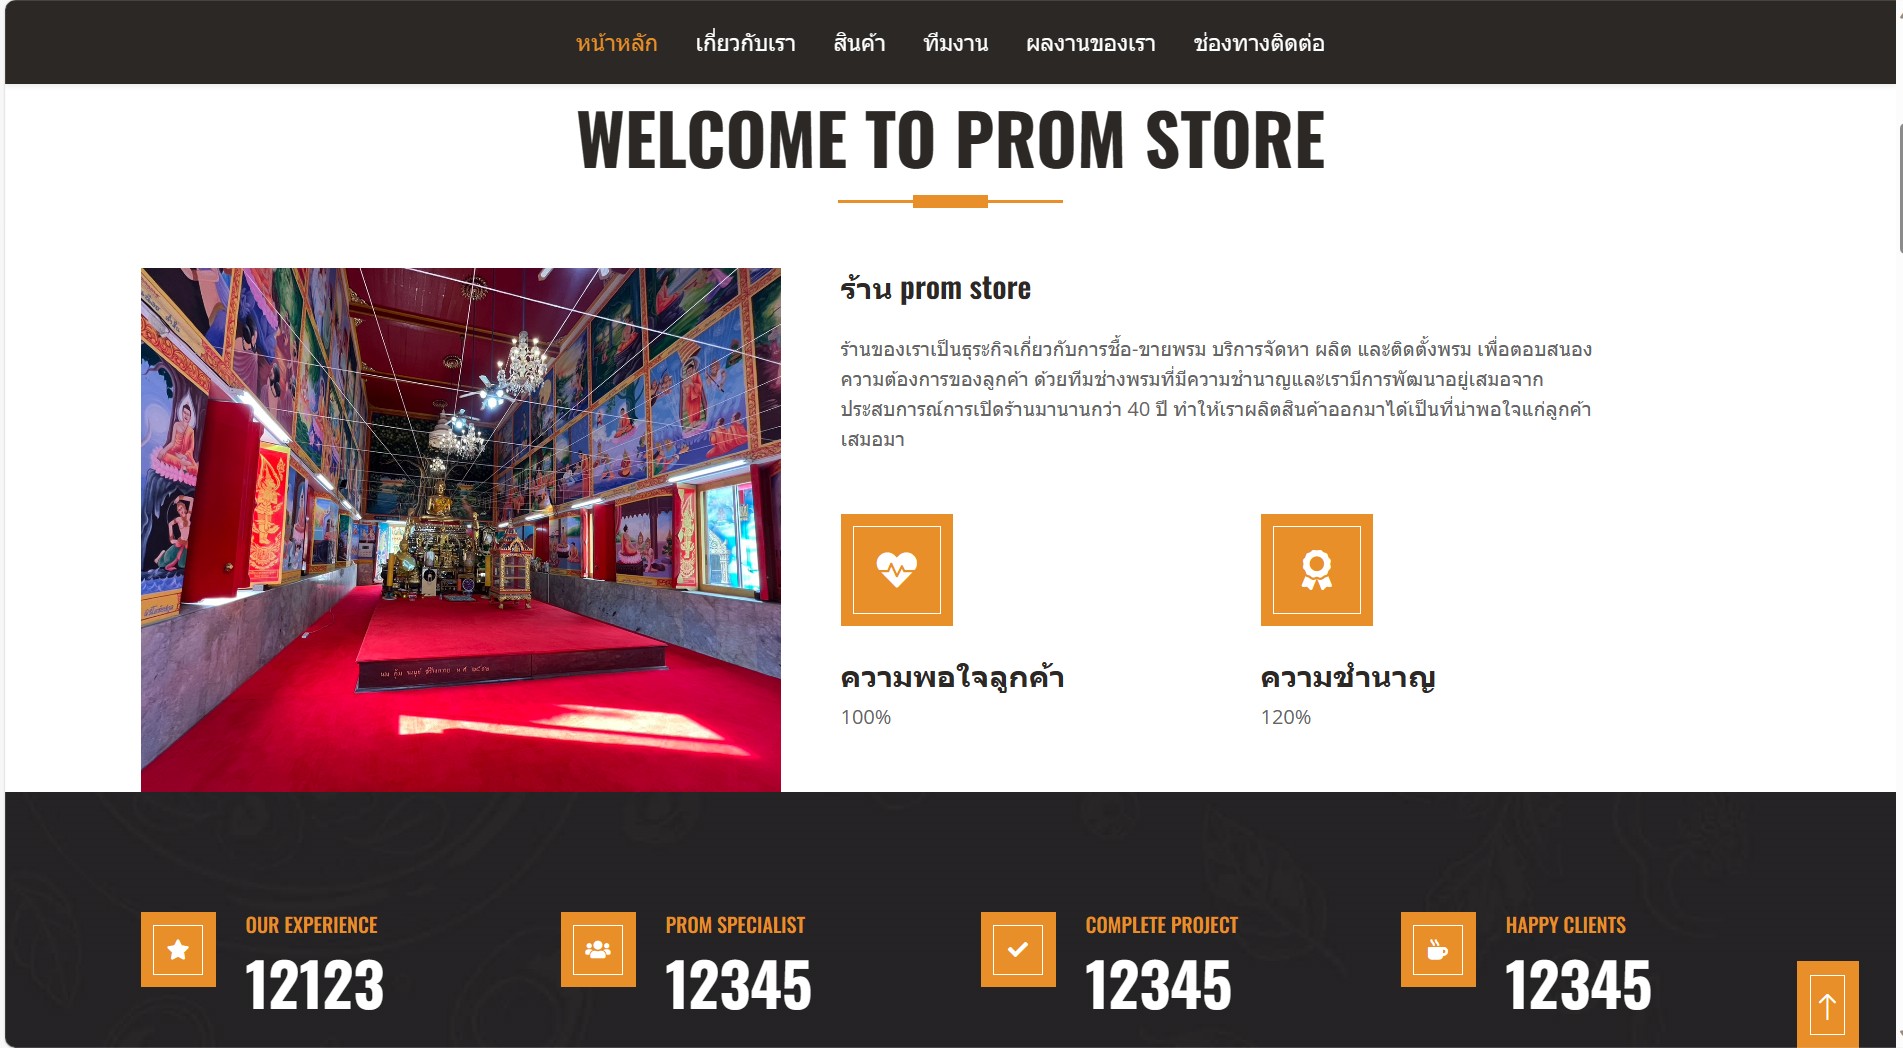 หน้าหลัก เกี่ยวกับเรา สินค้า ทีมงาน ผลงานของเรา ช่องทางติดต่อ
WELCOME TO PROM STORE
ร้าน prom store
ร้านของเราเป็นธุระกิจเกี่ยวกับการซื้อ-ขายพรม บริการจัดหา ผลิต และติดตั้งพรม เพื่อตอบสนอง
ความต้องการของลูกค้า ด้วยทีมช่างพรมที่มีความชำนาญและเรามีการพัฒนาอยู่เสมอจาก
ประสบการณ์การเปิดร้านมานานกว่า 40 ปี ทำให้เราผลิตสินค้าออกมาได้เป็นที่น่าพอใจแก่ลูกค้า
เสมอมา
ความพอใจลูกค้า
100%
ความชำนาญ
120%
OUR EXPERIENCE
12123
PROM SPECIALIST
12345
COMPLETE PROJECT
12345
HAPPY CLIENTS
12345